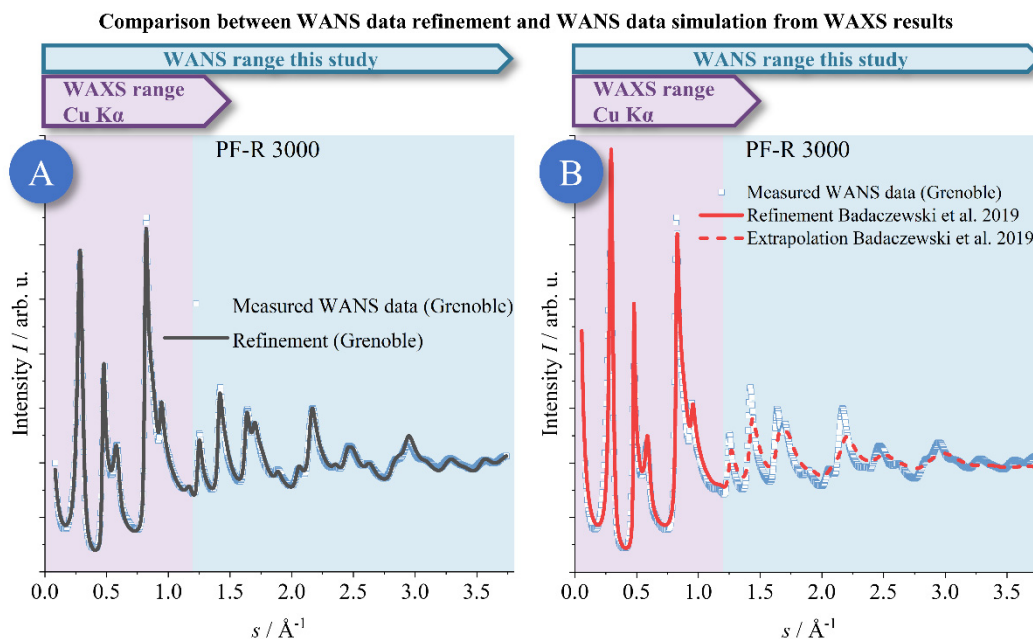 Comparison between WANS data refinement and WANS data simulation from WAXS results
WANS range this study
WAXS range
Cu Kα
A
PF-R 3000
Measured WANS data (Grenoble)
Refinement (Grenoble)
Intensity I / arb. u.
0.0 0.5 1.0 1.5 2.0 2.5 3.0 3.5
s / Å-1
WANS range this study
WAXS range
Cu Kα
B
PF-R 3000
Measured WANS data (Grenoble)
Refinement Badaczewski et al. 2019
Extrapolation Badaczewski et al. 2019
Intensity I / arb. u.
0.0 0.5 1.0 1.5 2.0 2.5 3.0 3.5
s / Å-1